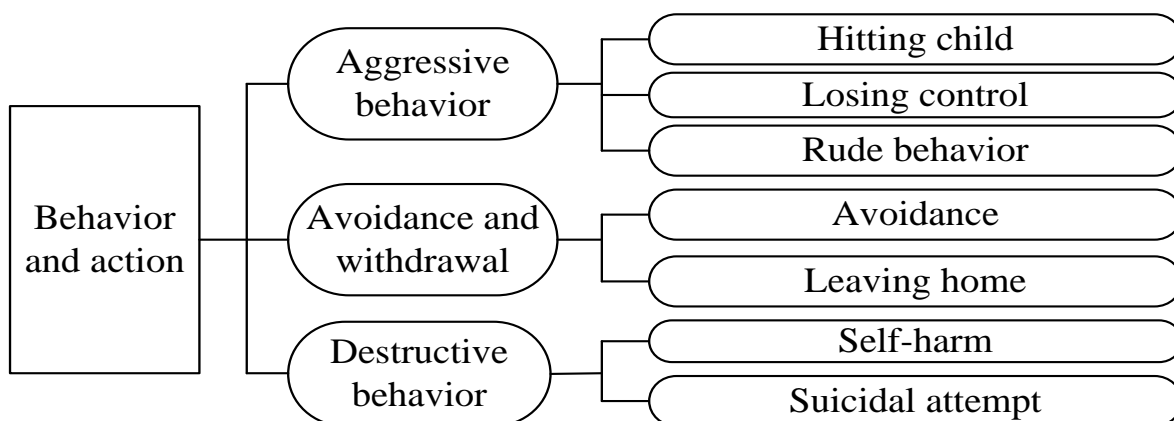 Behavior
and action
Aggressive
behavior
Hitting child
Losing control
Rude behavior
Avoidance and
withdrawal
Avoidance
Leaving home
Destructive
behavior
Self-harm
Suicidal attempt